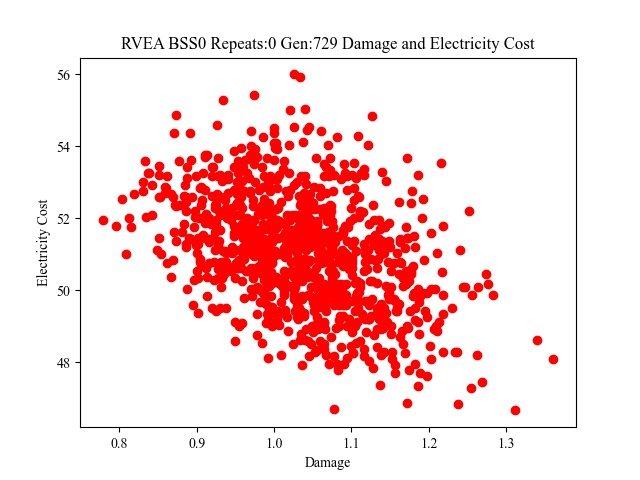 RVEA BSS0 Repeats:0 Gen:729 Damage and Electricity Cost
56
54
52
50
48
Electricity Cost
0.8 0.9 1.0 1.1 1.2 1.3
Damage